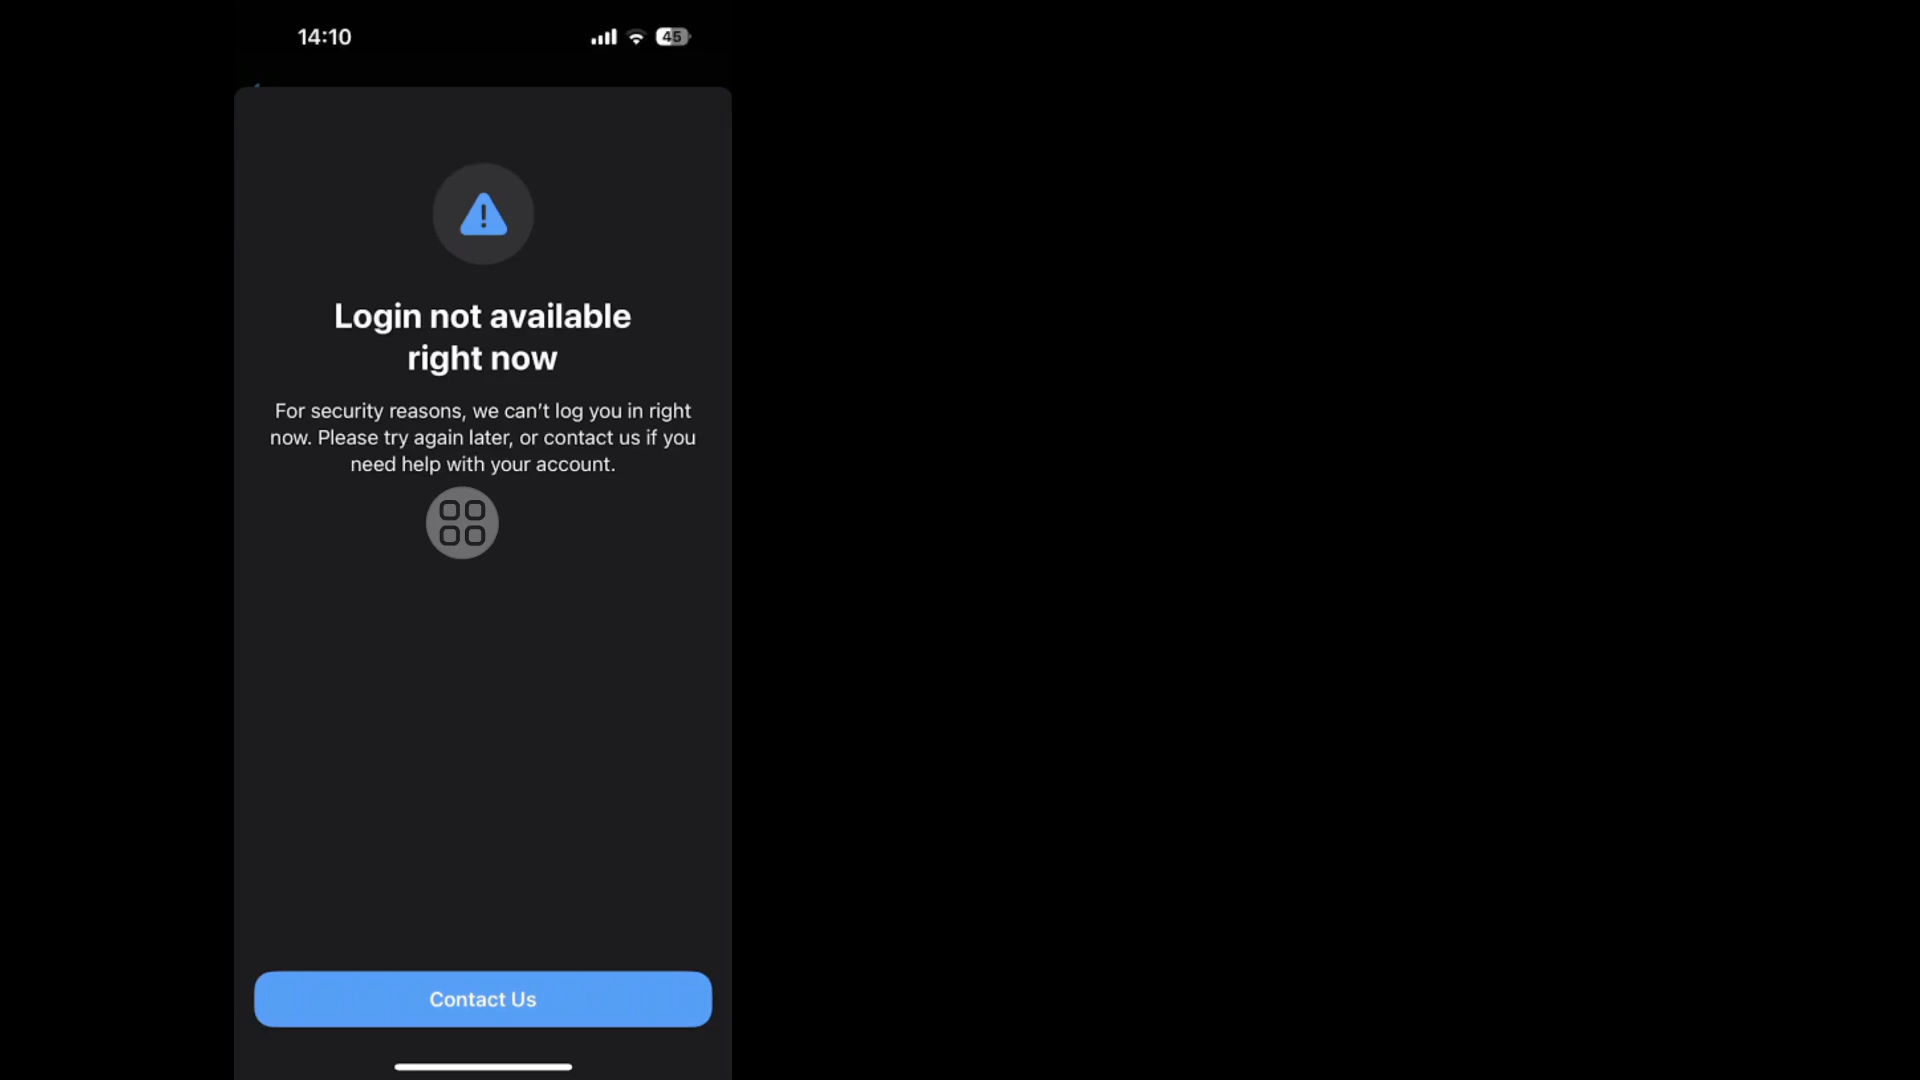 14:10
45
Login not available
right now
For security reasons, we can’t log you in right
now. Please try again later, or contact us if you
need help with your account.
Contact Us